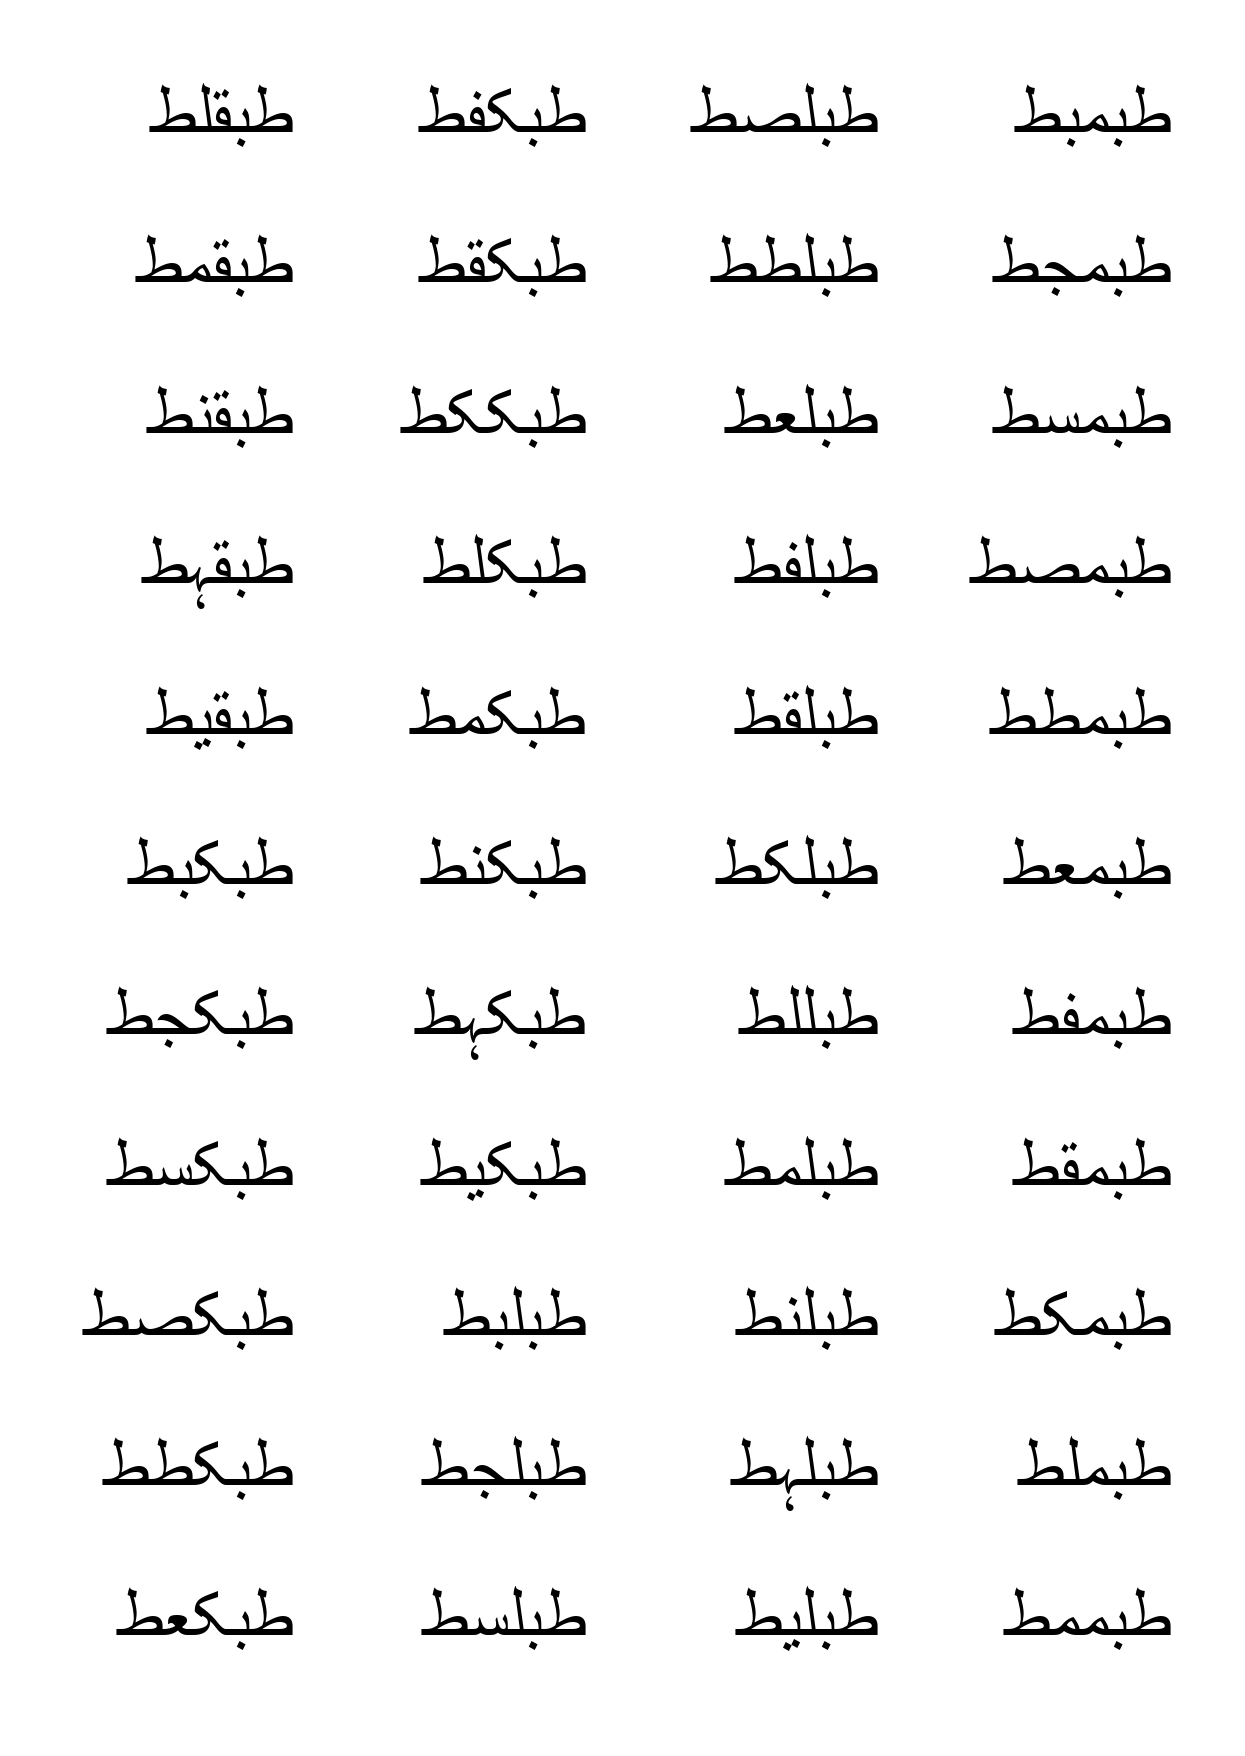 طبمبط طبلصط طبکفط طبقلط
طبمجط طبلطط طبکقط طبقمط
طبمسط طبلعط طبککط طبقنط
طبمصط طبلفط طبکلط طبقہط
طبمطط طبلقط طبکمط طبقیط
طبمعط طبلکط طبکنط طبکبط
طبمفط طبللط طبکہط طبکجط
طبمقط طبلمط طبکیط طبکسط
طبمکط طبلنط طبلبط طبکصط
طبملط طبلہط طبلجط طبکطط
طبممط طبلیط طبلسط طبکعط